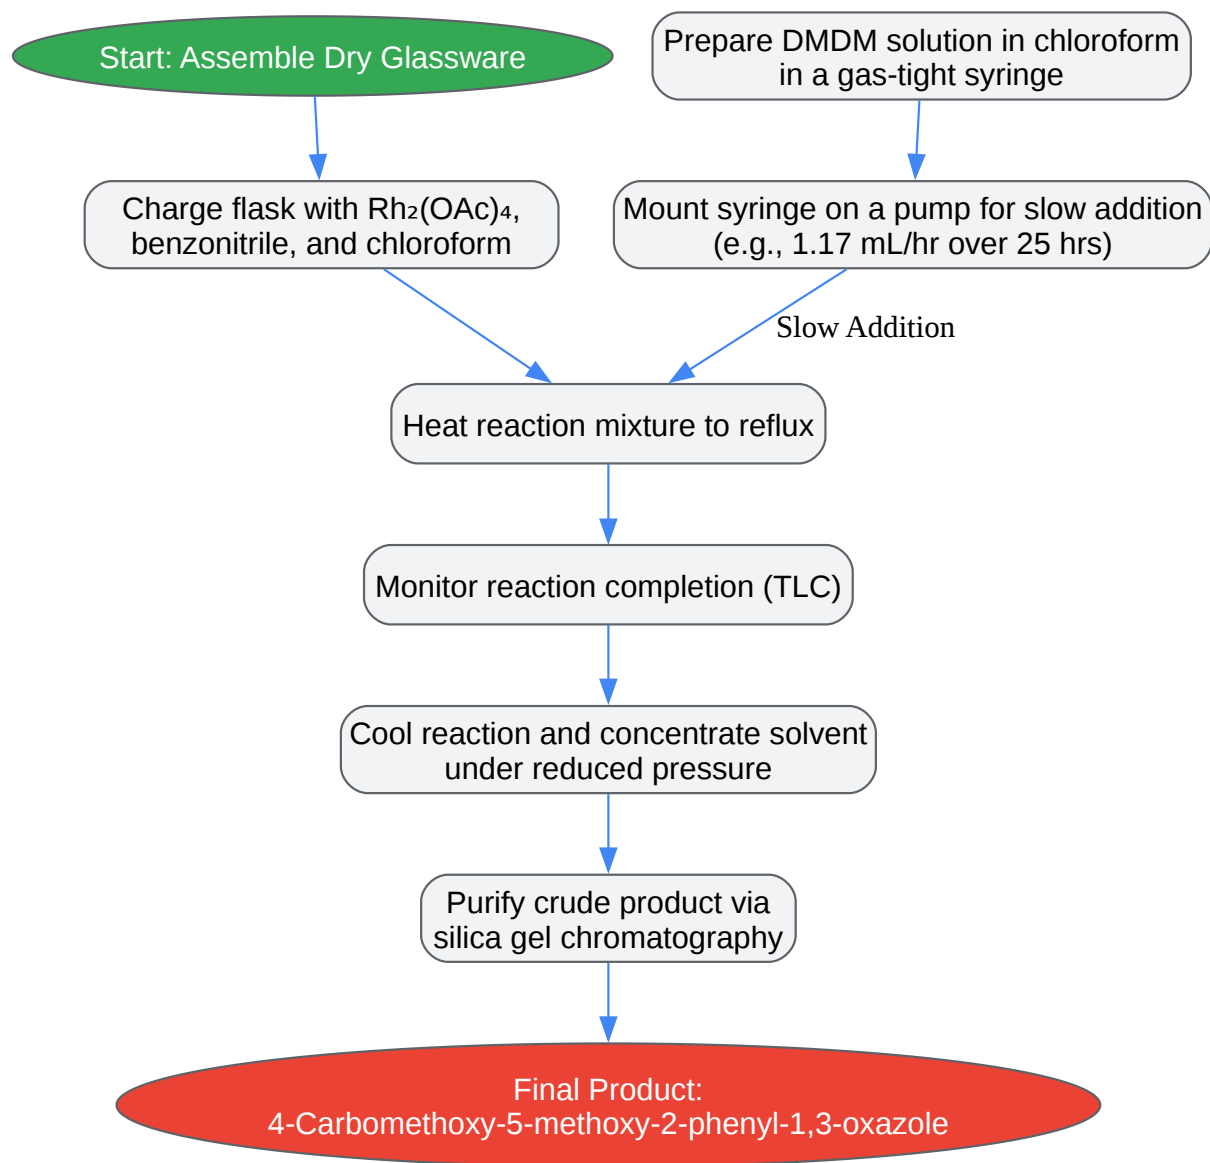 Start: Assemble Dry Glassware
Prepare DMDM solution in chloroform
in a gas-tight syringe
Charge flask with Rh₂(OAc)₄,
benzonitrile, and chloroform
Mount syringe on a pump for slow addition
(e.g., 1.17 mL/hr over 25 hrs)
Slow Addition
Heat reaction mixture to reflux
Monitor reaction completion (TLC)
Cool reaction and concentrate solvent
under reduced pressure
Purify crude product via
silica gel chromatography
Final Product:
4-Carbomethoxy-5-methoxy-2-phenyl-1,3-oxazole